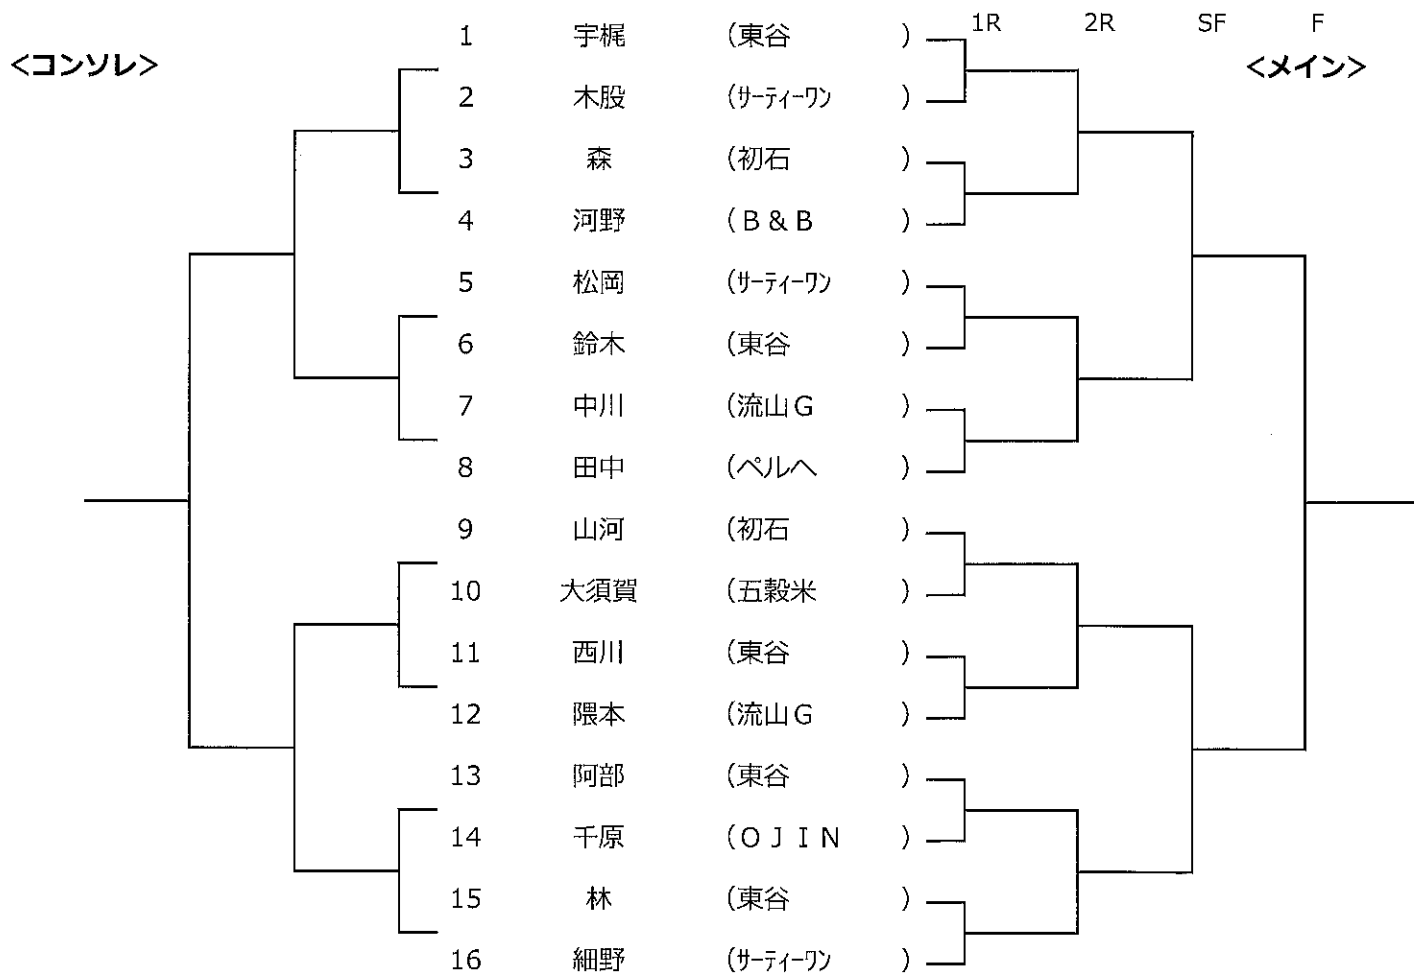 1R 2R SF F
<コンソレ> <メイン>
1 宇梶 (東谷 )
2 木股 (サーティーワン )
3 森 (初石 )
4 河野 (B&B )
5 松岡 (サーティーワン )
6 鈴木 (東谷 )
7 中川 (流山G )
8 田中 (ペルへ )
9 山河 (初石 )
10 大須賀 (五穀米 )
11 西川 (東谷 )
12 隈本 (流山G )
13 阿部 (東谷 )
14 千原 (OJIN )
15 林 (東谷 )
16 細野 (サーティーワン )